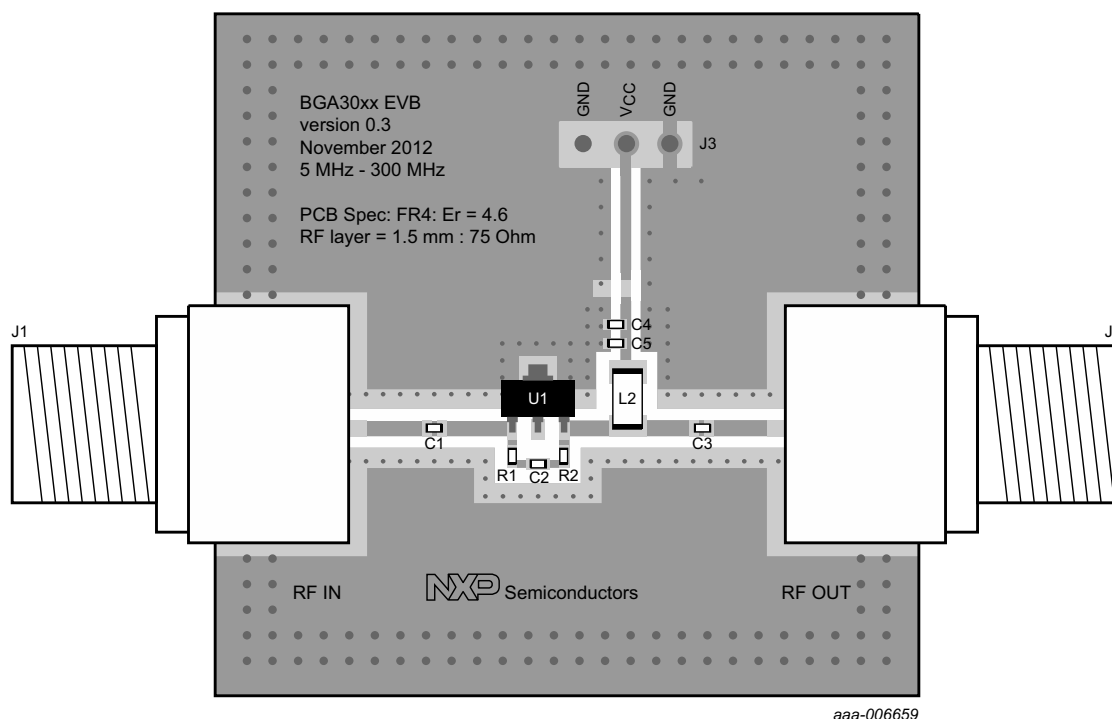 BGA30xx EVB
version 0.3
November 2012
5 MHz - 300 MHz
PCB Spec: FR4: Er = 4.6
RF layer = 1.5 mm : 75 Ohm
GND
VCC
GND
J3
J1
J
C4
C5
U1
L2
C1
C3
R1
C2
R2
RF IN
NXP Semiconductors
RF OUT
aaa-006659